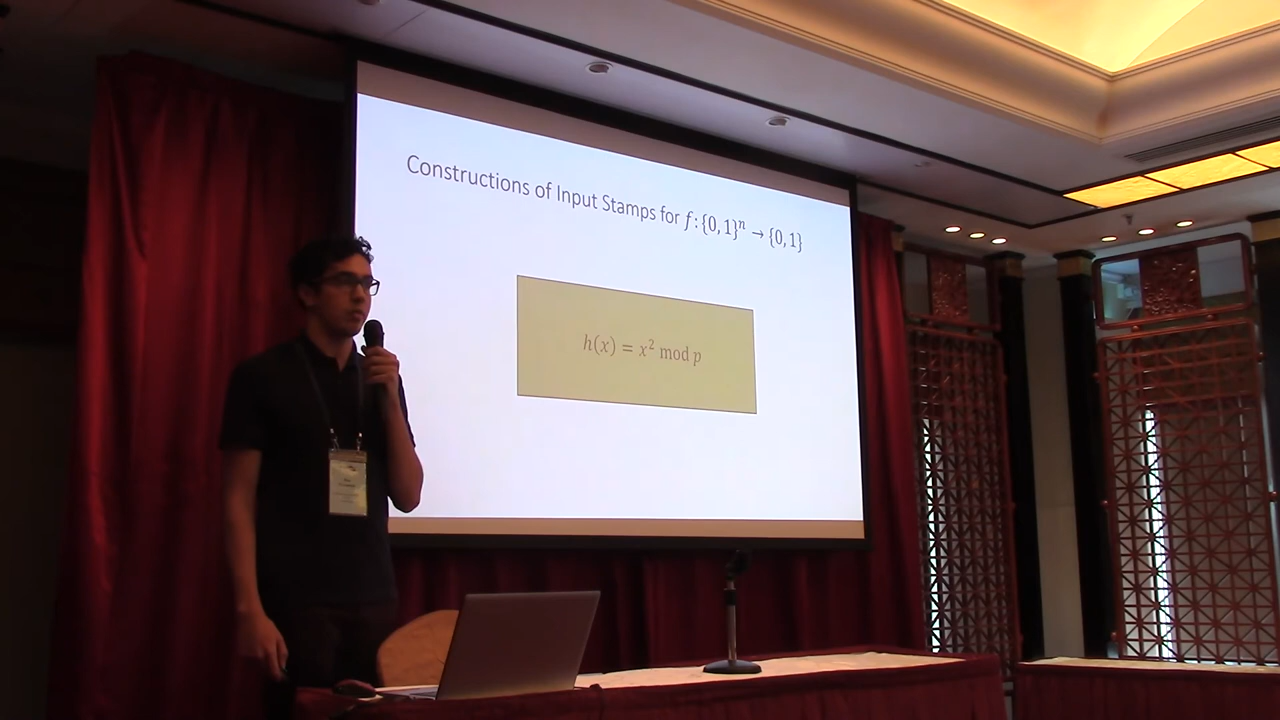 Constructions of Input Stamps for f:{0,1}ⁿ → {0,1}
h(x) = x² mod p